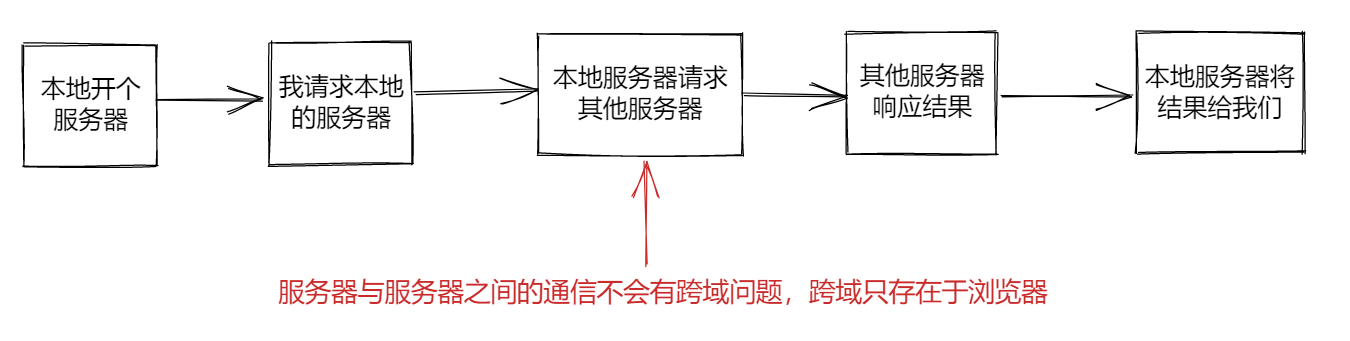 本地开个
服务器
我请求本地
的服务器
本地服务器请求
其他服务器
其他服务器
响应结果
本地服务器将
结果给我们
服务器与服务器之间的通信不会有跨域问题，跨域只存在于浏览器